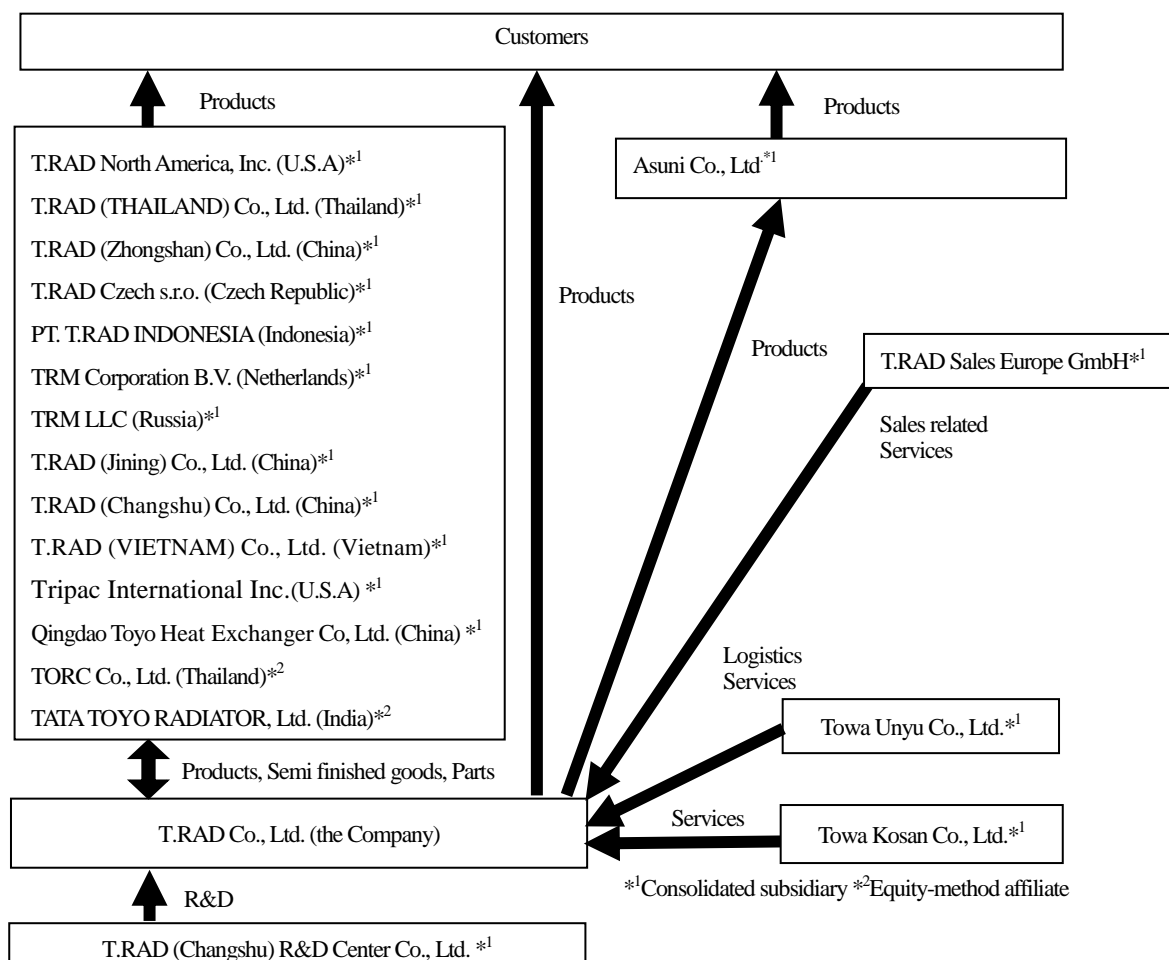 Customers
Products
Products
T.RAD North America, Inc. (U.S.A)*1
T.RAD (THAILAND) Co., Ltd. (Thailand)*1
T.RAD (Zhongshan) Co., Ltd. (China)*1
T.RAD Czech s.r.o. (Czech Republic)*1
PT. T.RAD INDONESIA (Indonesia)*1
TRM Corporation B.V. (Netherlands)*1
TRM LLC (Russia)*1
T.RAD (Jining) Co., Ltd. (China)*1
T.RAD (Changshu) Co., Ltd. (China)*1
T.RAD (VIETNAM) Co., Ltd. (Vietnam)*1
Tripac International Inc.(U.S.A) *1
Qingdao Toyo Heat Exchanger Co, Ltd. (China) *1
TORC Co., Ltd. (Thailand)*2
TATA TOYO RADIATOR, Ltd. (India)*2
Asuni Co., Ltd.*1
Products
Products
T.RAD Sales Europe GmbH*1
Sales related
Services
Logistics
Services
Towa Unyu Co., Ltd.*1
Products, Semi finished goods, Parts
T.RAD Co., Ltd. (the Company)
Services
Towa Kosan Co., Ltd.*1
*1Consolidated subsidiary *2Equity-method affiliate
R&D
T.RAD (Changshu) R&D Center Co., Ltd. *1